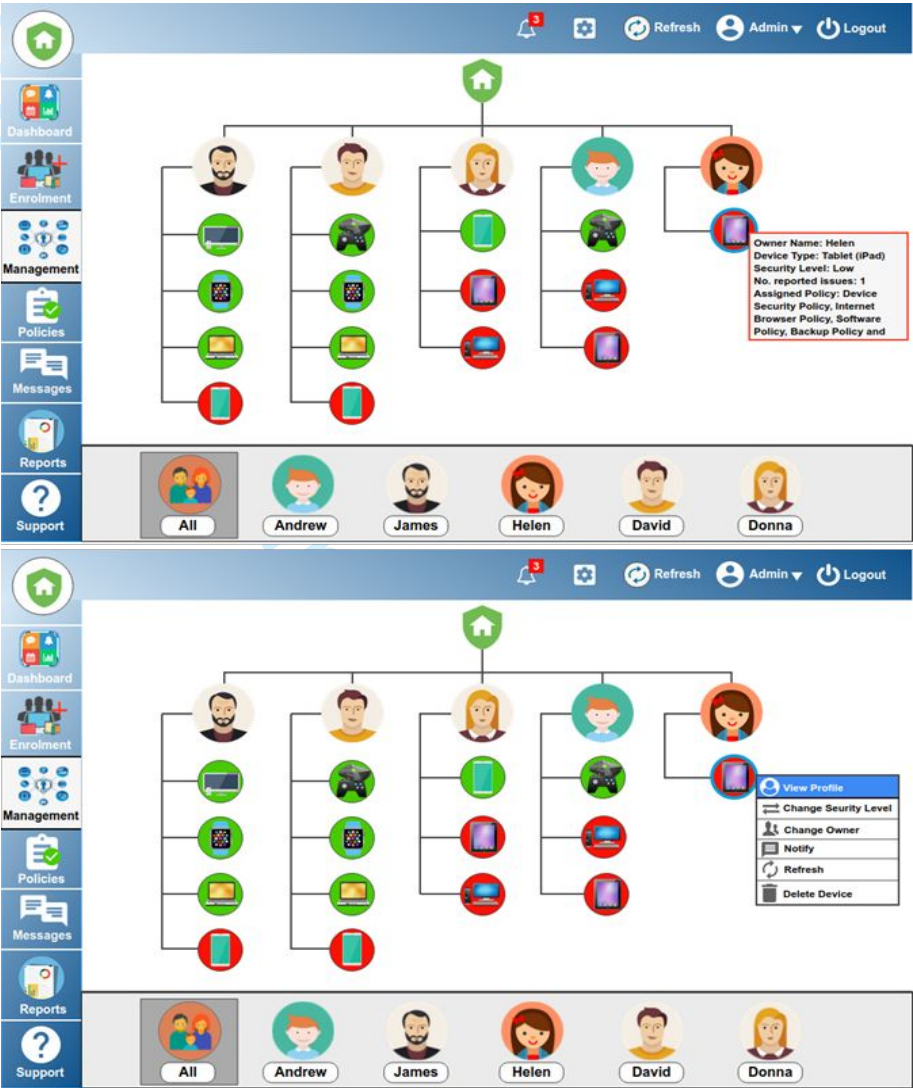 3
Refresh
Admin
Logout
Dashboard
Enrolment
Management
Policies
Messages
Reports
Support
Owner Name: Helen
Device Type: Tablet (iPad)
Security Level: Low
No. reported issues: 1
Assigned Policy: Device
Security Policy, Internet
Browser Policy, Software
Policy, Backup Policy and
All
Andrew
James
Helen
David
Donna
3
Refresh
Admin
Logout
Dashboard
Enrolment
Management
Policies
Messages
Reports
Support
View Profile
Change Seurity Level
Change Owner
Notify
Refresh
Delete Device
All
Andrew
James
Helen
David
Donna